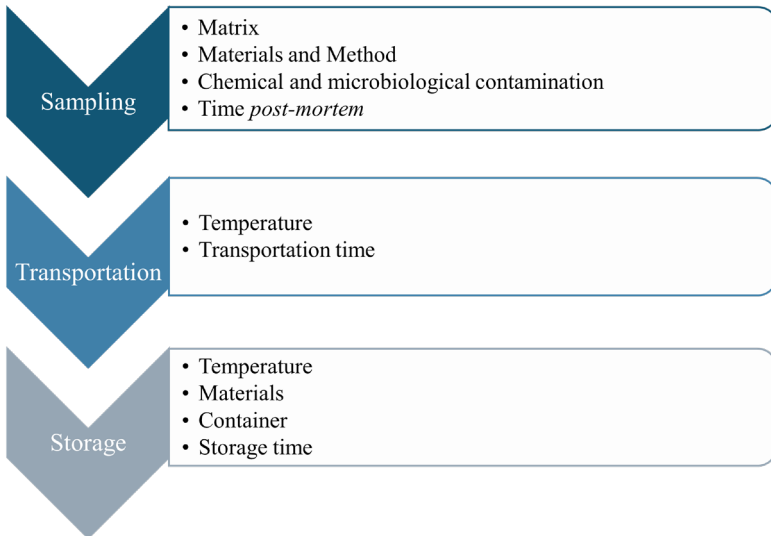 Sampling
• Matrix
• Materials and Method
• Chemical and microbiological contamination
• Time post-mortem
Transportation
• Temperature
• Transportation time
Storage
• Temperature
• Materials
• Container
• Storage time